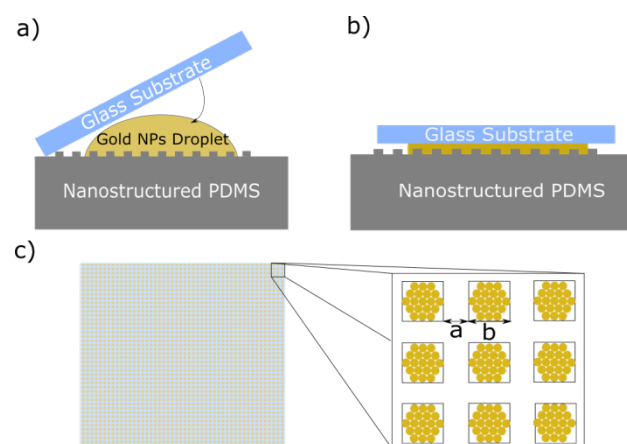 a)
Glass Substrate
Gold NPs Droplet
Nanostructured PDMS
b)
Glass Substrate
Nanostructured PDMS
c)
a
b